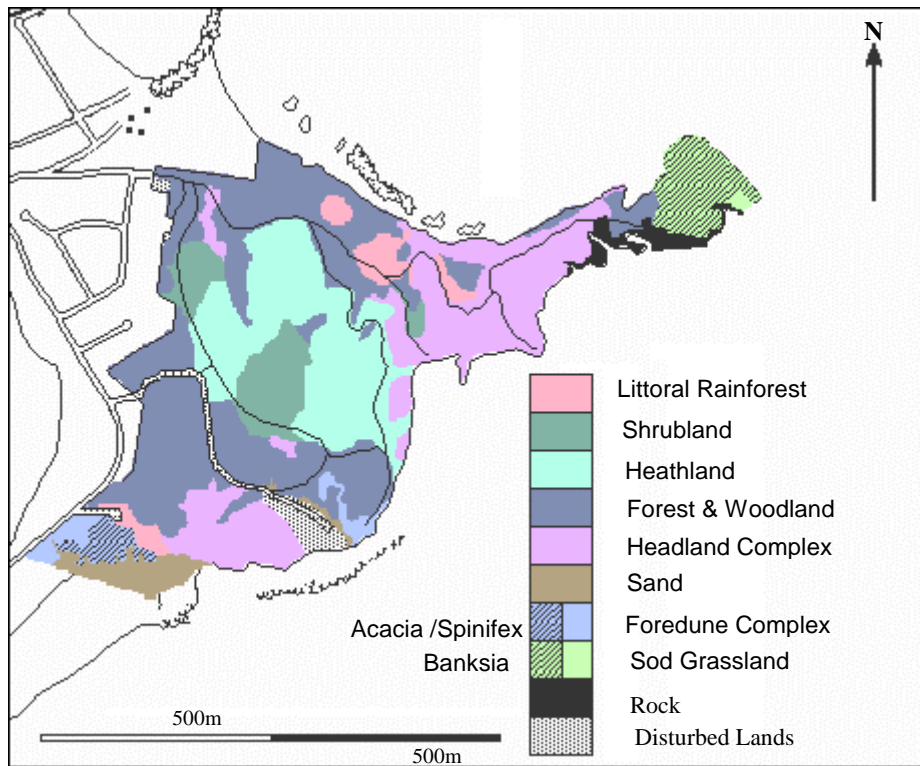 N
Littoral Rainforest
Shrubland
Heathland
Forest & Woodland
Headland Complex
Sand
Acacia /Spinifex Foredune Complex
Banksia Sod Grassland
Rock
Disturbed Lands
500m
500m